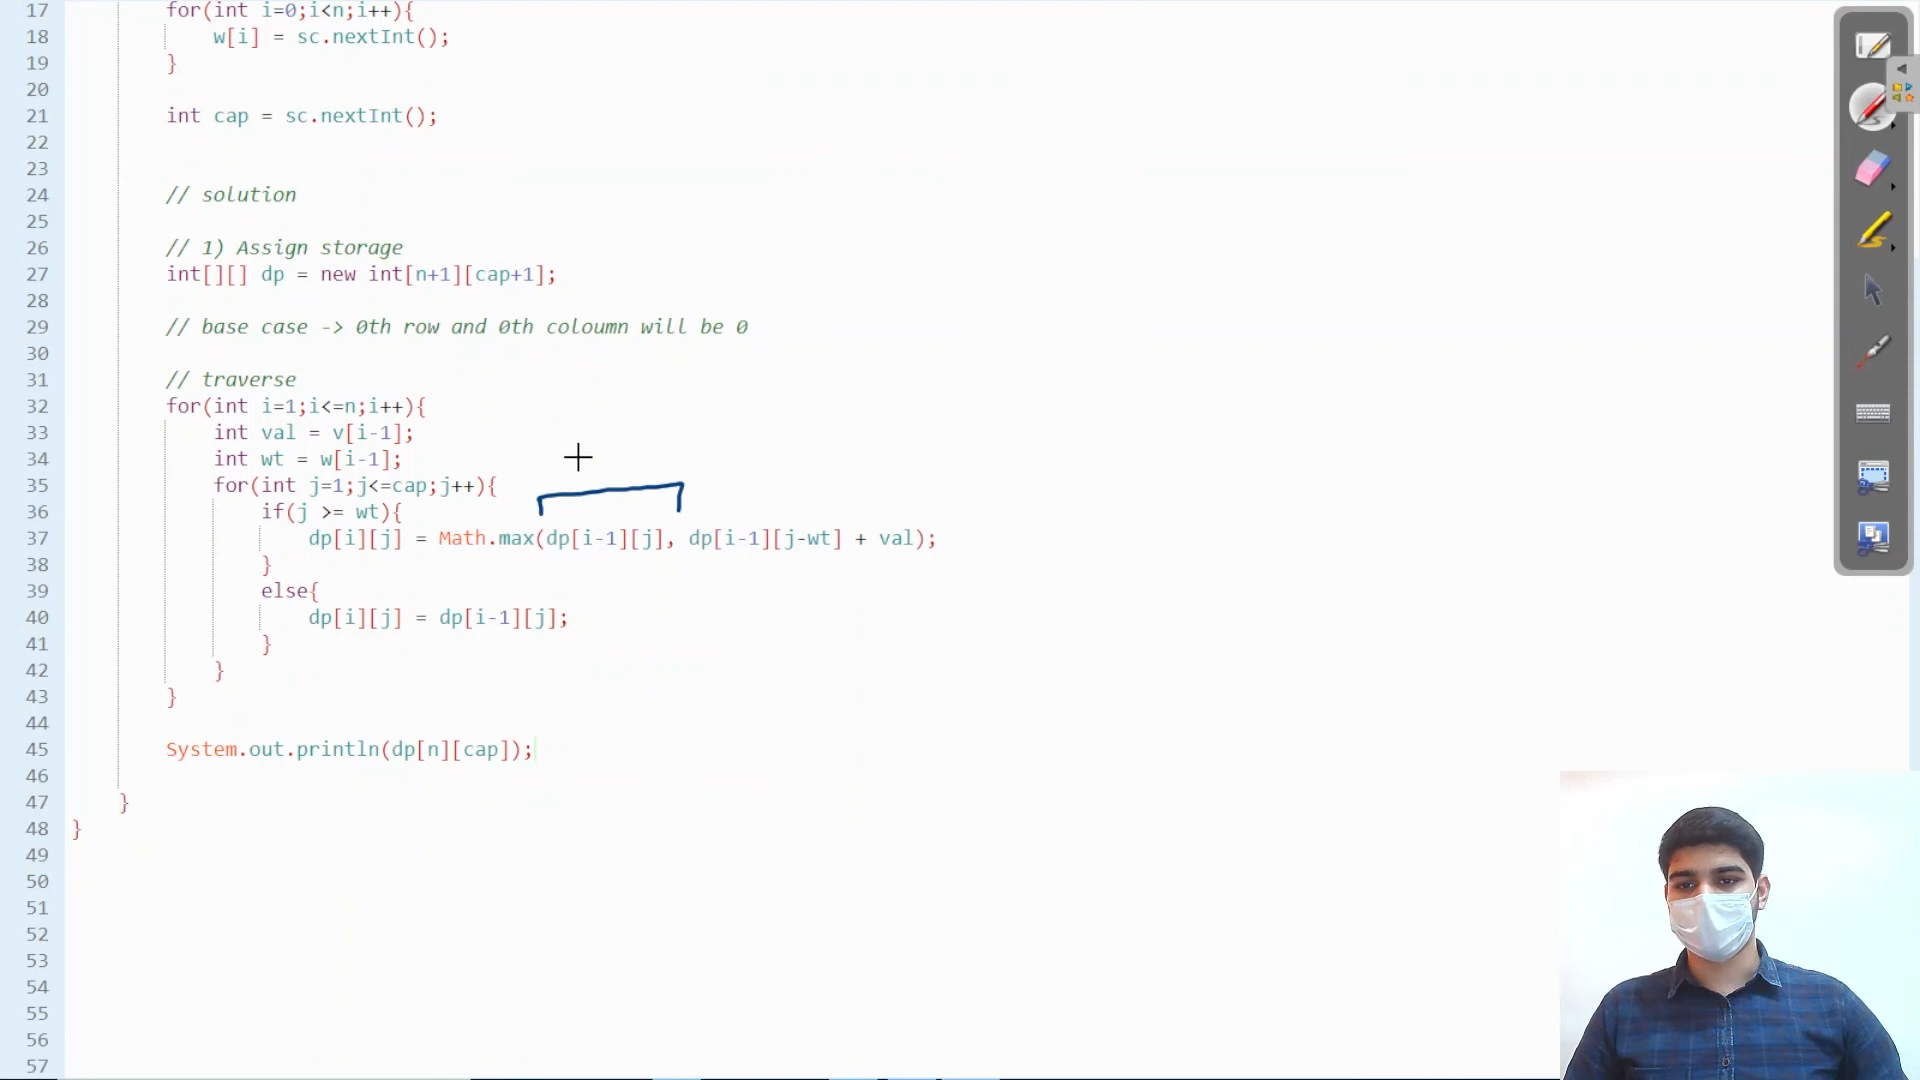 17 for(int i=0;i<n;i++){
18 w[i] = sc.nextInt();
19 }
20
21 int cap = sc.nextInt();
22
23
24 // solution
25
26 // 1) Assign storage
27 int[][] dp = new int[n+1][cap+1];
28
29 // base case -> 0th row and 0th coloumn will be 0
30
31 // traverse
32 for(int i=1;i<=n;i++){
33 int val = v[i-1];
34 int wt = w[i-1];
35 for(int j=1;j<=cap;j++){
36 if(j >= wt){
37 dp[i][j] = Math.max(dp[i-1][j], dp[i-1][j-wt] + val);
38 }
39 else{
40 dp[i][j] = dp[i-1][j];
41 }
42 }
43 }
44
45 System.out.println(dp[n][cap]);
46
47 }
48 }
49
50
51
52
53
54
55
56
57